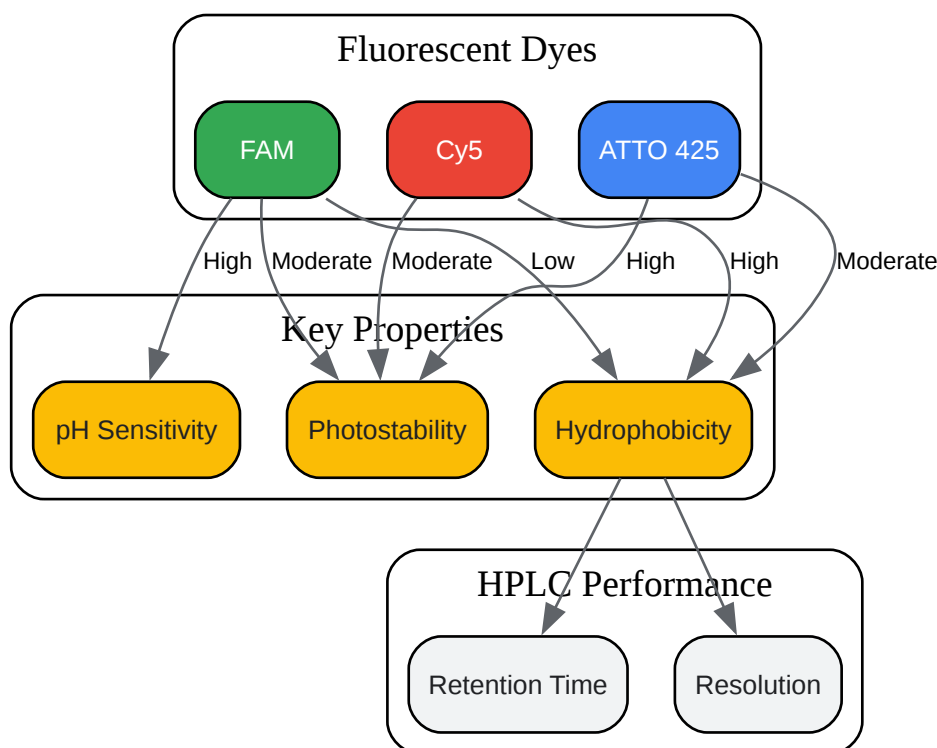 Fluorescent Dyes
FAM
Cy5
ATTO 425
High
Moderate
Moderate
Low
High
High
Moderate
Key Properties
pH Sensitivity
Photostability
Hydrophobicity
HPLC Performance
Retention Time
Resolution